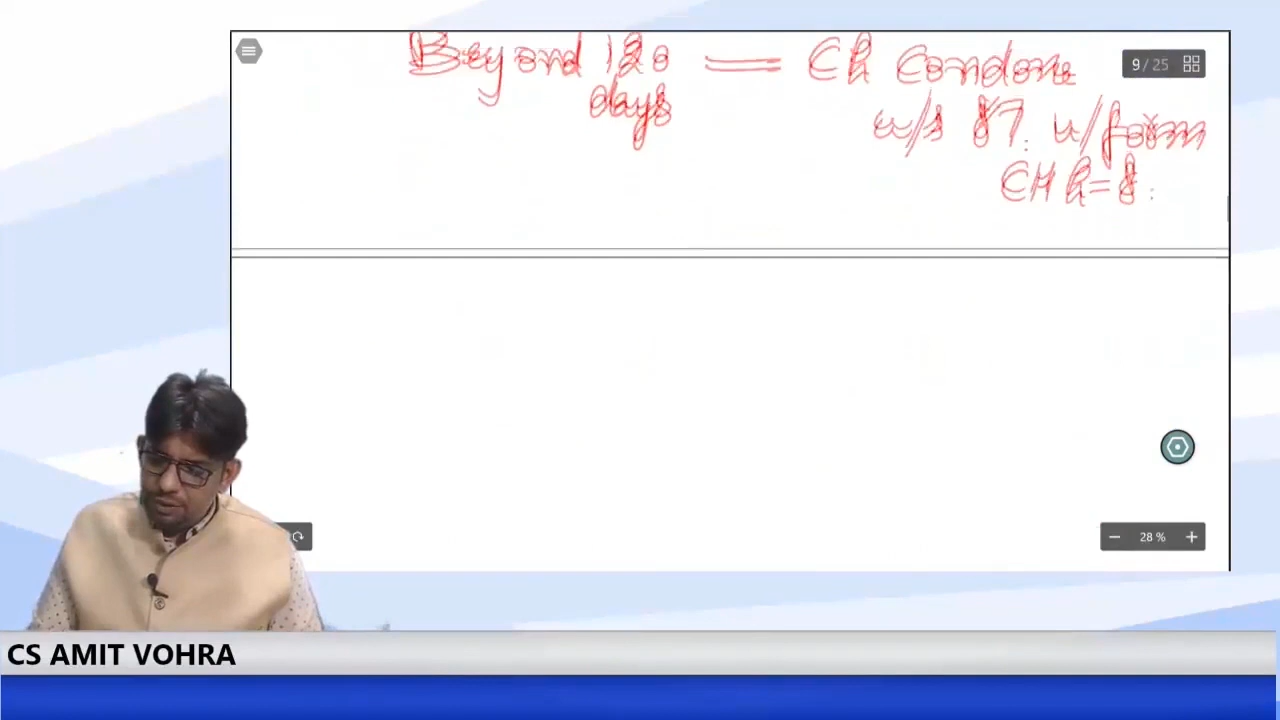 Beyond 120 = CG Condone
days
u/s 87. u/form
CHG=8.
9 / 25
28 %
CS AMIT VOHRA